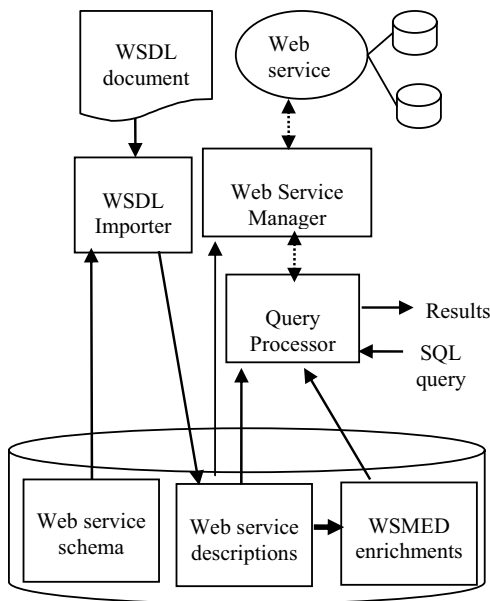 WSDL
document
Web
service
WSDL
Importer
Web Service
Manager
Query
Processor
Results
SQL
query
Web service
schema
Web service
descriptions
WSMED
enrichments